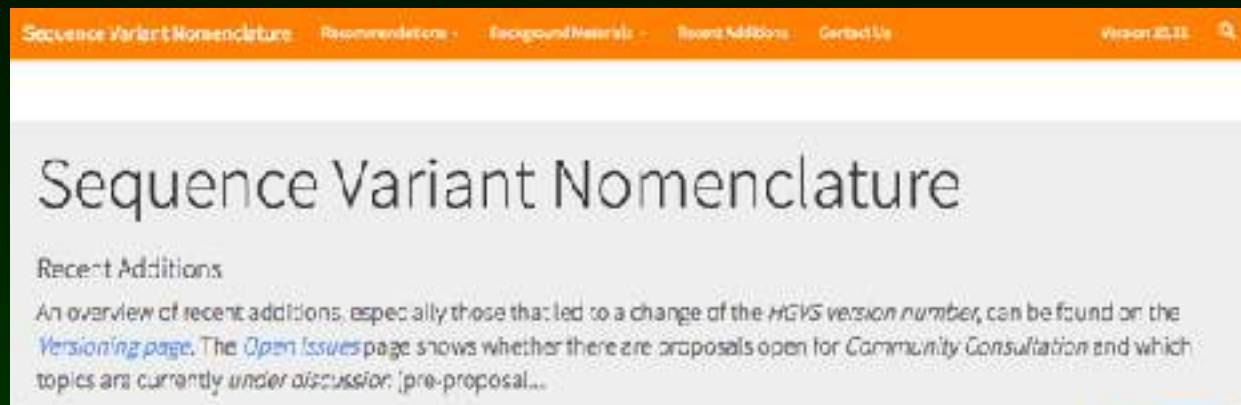 Sequence Variant Nomenclature Recommendations Background Materials Recent Additions Contact Us Version
Sequence Variant Nomenclature
Recent Additions
An overview of recent additions, especially those that led to a change of the HGVS version number, can be found on the
Versioning page. The Open Issues page shows whether there are proposals open for Community Consultation and which
topics are currently under discussion (pre-proposal...